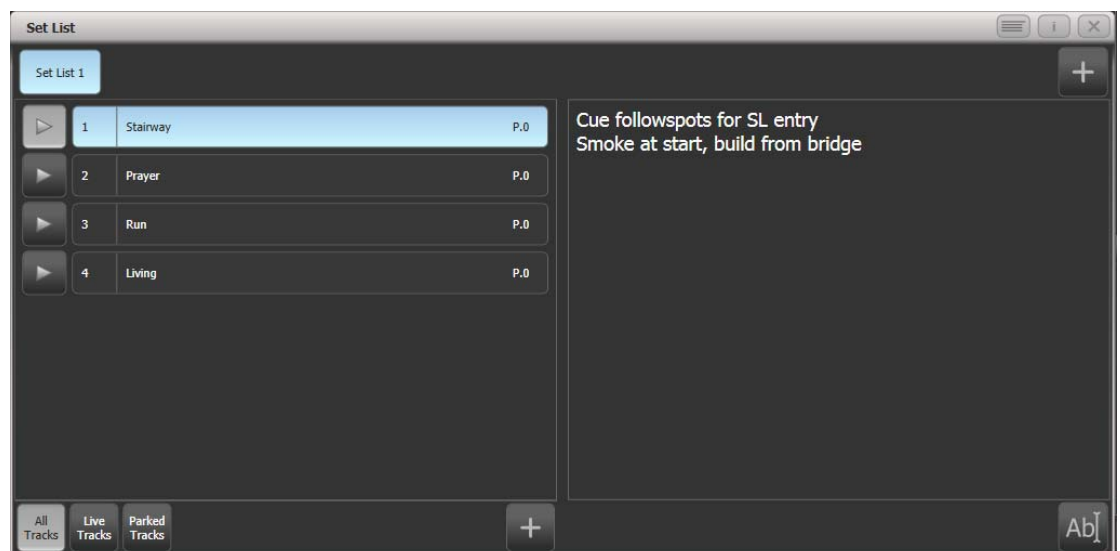 Set List
i
Set List 1
1 Stairway P.0
2 Prayer P.0
3 Run P.0
4 Living P.0
Cue followspots for SL entry
Smoke at start, build from bridge
All Tracks
Live Tracks
Parked Tracks
Ab